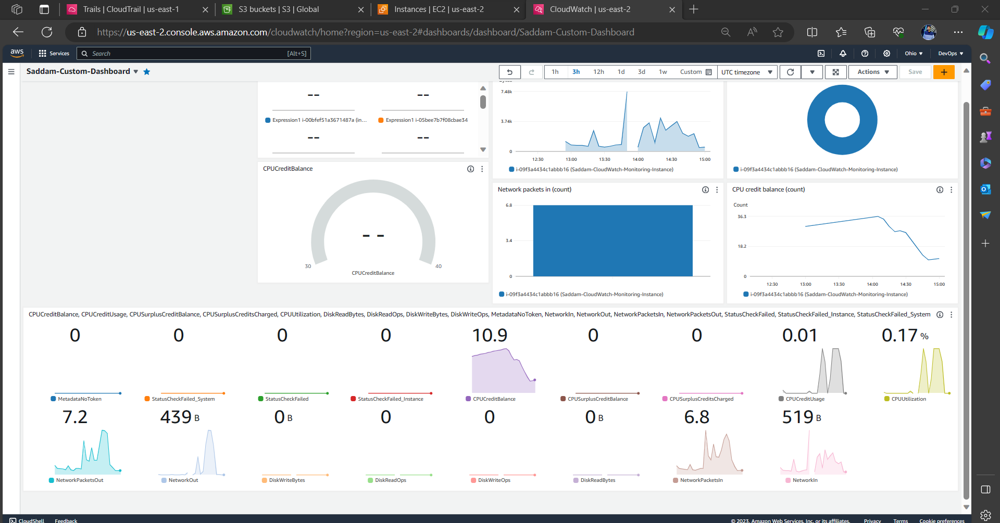 Trails | CloudTrail | us-east-1
S3 buckets | S3 | Global
Instances | EC2 | us-east-2
CloudWatch | us-east-2
https://us-east-2.console.aws.amazon.com/cloudwatch/home?region=us-east-2#dashboards/dashboard/Saddam-Custom-Dashboard
aws Services Search [Alt+S] Ohio DevOps
Saddam-Custom-Dashboard 1h 3h 12h 1d 3d 1w Custom UTC timezone Actions Save
-- --
Expression1 i-00bfef51a3671487a (in... Expression1 i-05bee7b7f08cbae34
-- --
7.48k
3.74k
0
12:30 13:00 13:30 14:00 14:30 15:00
i-09f3a4434c1abbb16 (Saddam-CloudWatch-Monitoring-Instance)
i-09f3a4434c1abbb16 (Saddam-CloudWatch-Monitoring-Instance)
CPUCreditBalance
--
30 40
CPUCreditBalance
Network packets in (count)
6.8
3.4
0
i-09f3a4434c1abbb16 (Saddam-CloudWatch-Monitoring-Instance)
CPU credit balance (count)
Count
36.3
18.2
0
12:30 13:00 13:30 14:00 14:30 15:00
i-09f3a4434c1abbb16 (Saddam-CloudWatch-Monitoring-Instance)
CPUCreditBalance, CPUCreditUsage, CPUSurplusCreditBalance, CPUSurplusCreditsCharged, CPUUtilization, DiskReadBytes, DiskReadOps, DiskWriteBytes, DiskWriteOps, MetadataNoToken, NetworkIn, NetworkOut, NetworkPacketsIn, NetworkPacketsOut, StatusCheckFailed, StatusCheckFailed_Instance, StatusCheckFailed_System
0 0 0 0 10.9 0 0 0.01 0.17 %
MetadataNoToken StatusCheckFailed_System StatusCheckFailed StatusCheckFailed_Instance CPUCreditBalance CPUSurplusCreditBalance CPUSurplusCreditsCharged CPUCreditUsage CPUUtilization
7.2 439 B 0 B 0 0 0 B 6.8 519 B
NetworkPacketsOut NetworkOut DiskWriteBytes DiskReadOps DiskWriteOps DiskReadBytes NetworkPacketsIn NetworkIn
CloudShell Feedback © 2023, Amazon Web Services, Inc. or its affiliates. Privacy Terms Cookie preferences